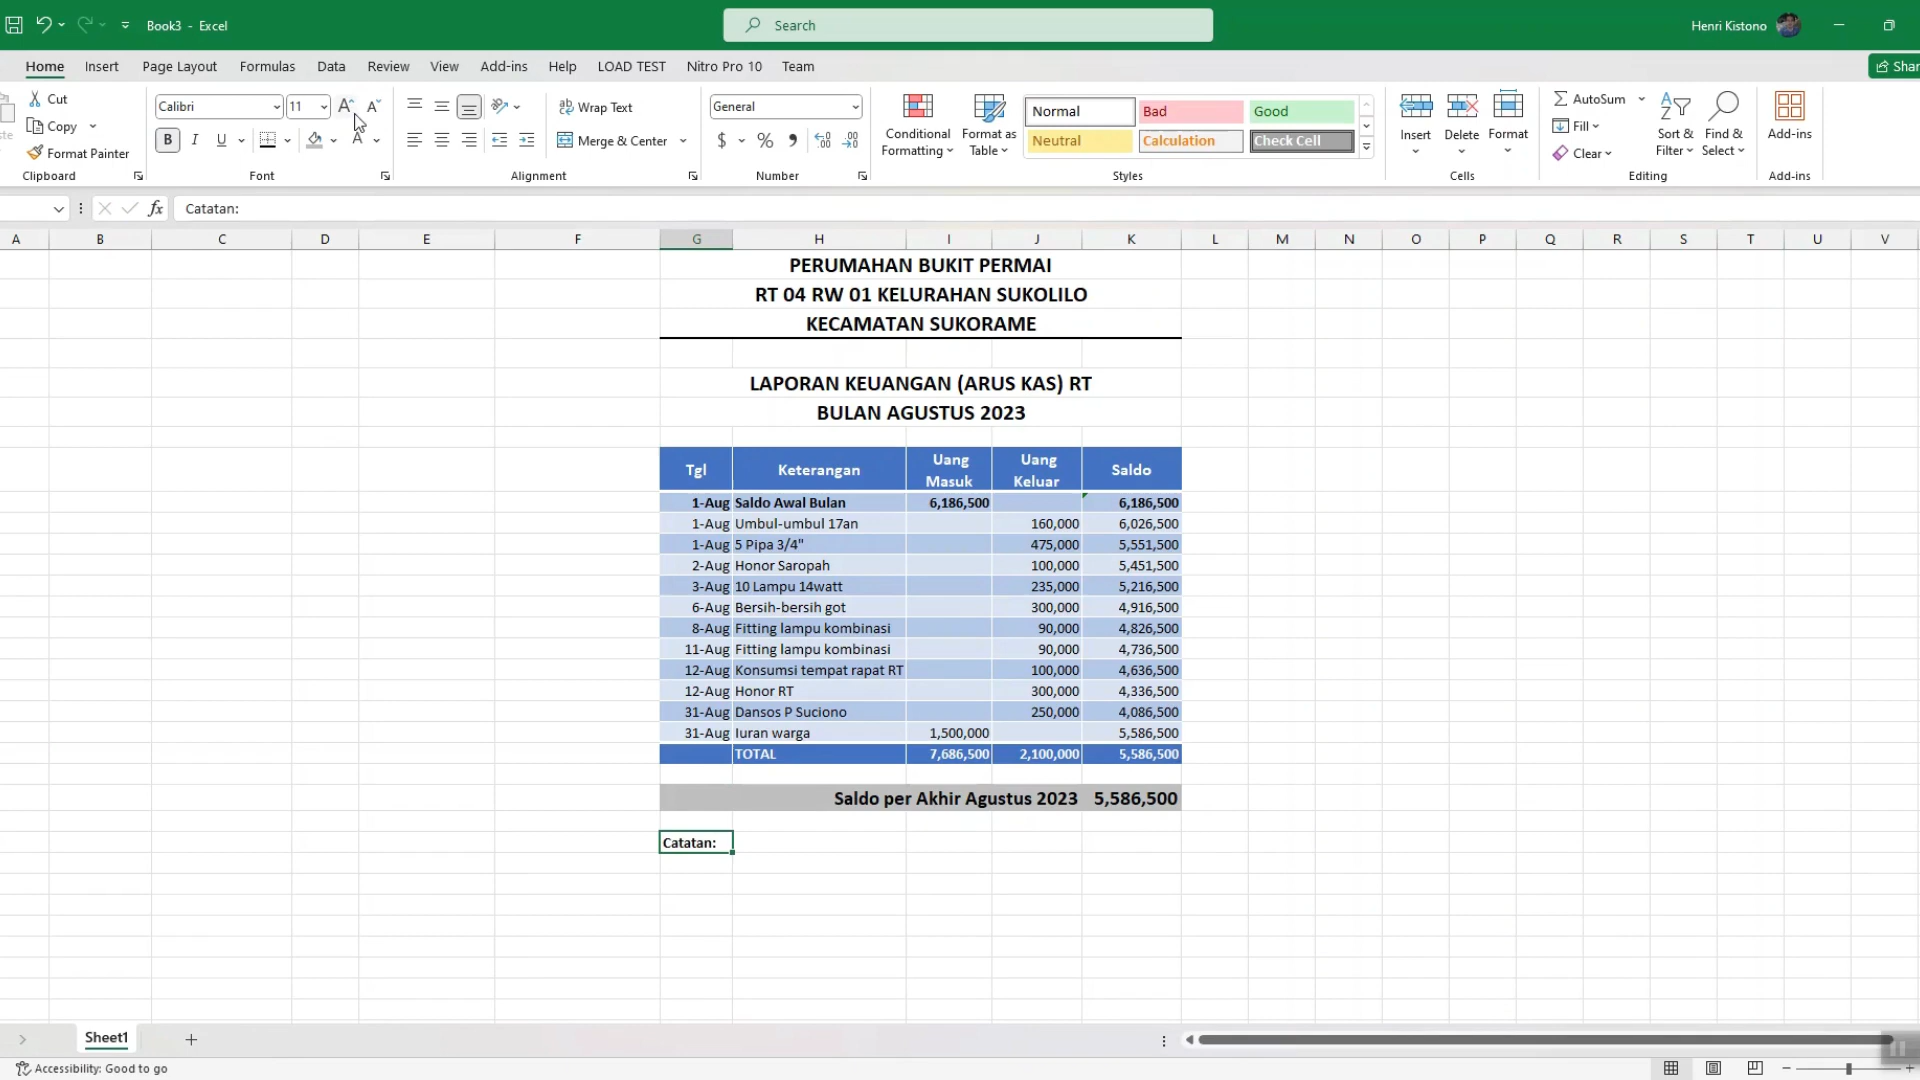 Book3 - Excel
Search
Henri Kistono
Home Insert Page Layout Formulas Data Review View Add-ins Help LOAD TEST Nitro Pro 10 Team
Shar
Cut
Copy
Format Painter
Clipboard
Calibri 11
B I U
Font
Wrap Text
Merge & Center
Alignment
General
$ % ,
Number
Conditional Formatting
Format as Table
Normal Bad Good
Neutral Calculation Check Cell
Styles
Insert Delete Format
Cells
AutoSum
Fill
Clear
Sort & Filter
Find & Select
Editing
Add-ins
Add-ins
fx Catatan:
A B C D E F G H I J K L M N O P Q R S T U V
PERUMAHAN BUKIT PERMAI
RT 04 RW 01 KELURAHAN SUKOLILO
KECAMATAN SUKORAME
LAPORAN KEUANGAN (ARUS KAS) RT
BULAN AGUSTUS 2023
Tgl Keterangan Uang Masuk Uang Keluar Saldo
1-Aug Saldo Awal Bulan 6,186,500 6,186,500
1-Aug Umbul-umbul 17an 160,000 6,026,500
1-Aug 5 Pipa 3/4" 475,000 5,551,500
2-Aug Honor Saropah 100,000 5,451,500
3-Aug 10 Lampu 14watt 235,000 5,216,500
6-Aug Bersih-bersih got 300,000 4,916,500
8-Aug Fitting lampu kombinasi 90,000 4,826,500
11-Aug Fitting lampu kombinasi 90,000 4,736,500
12-Aug Konsumsi tempat rapat RT 100,000 4,636,500
12-Aug Honor RT 300,000 4,336,500
31-Aug Dansos P Suciono 250,000 4,086,500
31-Aug Iuran warga 1,500,000 5,586,500
TOTAL 7,686,500 2,100,000 5,586,500
Saldo per Akhir Agustus 2023 5,586,500
Catatan:
Sheet1
Accessibility: Good to go